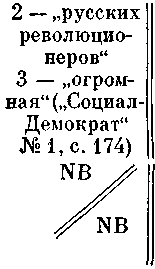 2 — „русских
революцио-
неров“
3 — „огром-
ная“ („Социал-
Демократ“
№ 1, с. 174)
NB
NB